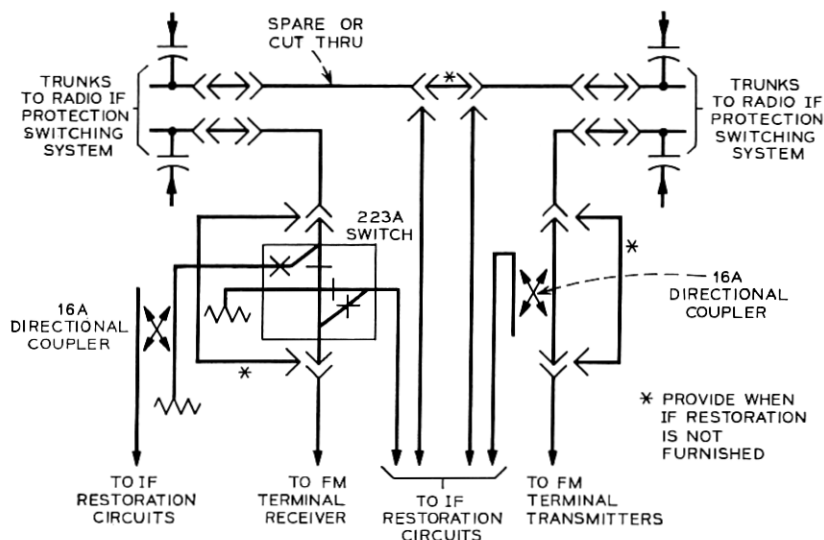 SPARE OR
CUT THRU
TRUNKS
TO RADIO IF
PROTECTION
SWITCHING
SYSTEM
*
TRUNKS
TO RADIO IF
PROTECTION
SWITCHING
SYSTEM
223A
SWITCH
*
16A
DIRECTIONAL
COUPLER
16A
DIRECTIONAL
COUPLER
*
* PROVIDE WHEN
IF RESTORATION
IS NOT
FURNISHED
TO IF
RESTORATION
CIRCUITS
TO FM
TERMINAL
RECEIVER
TO IF
RESTORATION
CIRCUITS
TO FM
TERMINAL
TRANSMITTERS